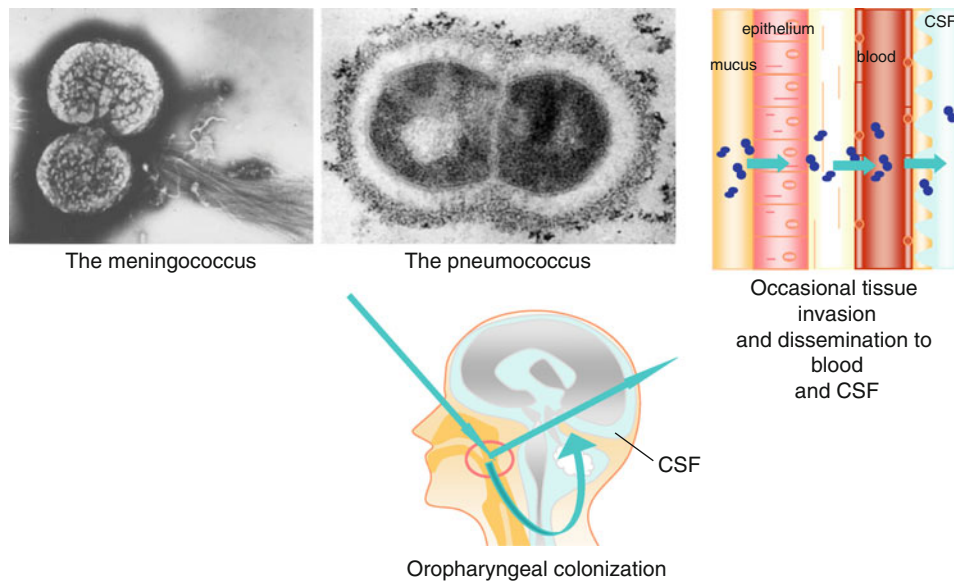 mucus
epithelium
blood
CSF
The meningococcus
The pneumococcus
Occasional tissue
invasion
and dissemination to
blood
and CSF
CSF
Oropharyngeal colonization